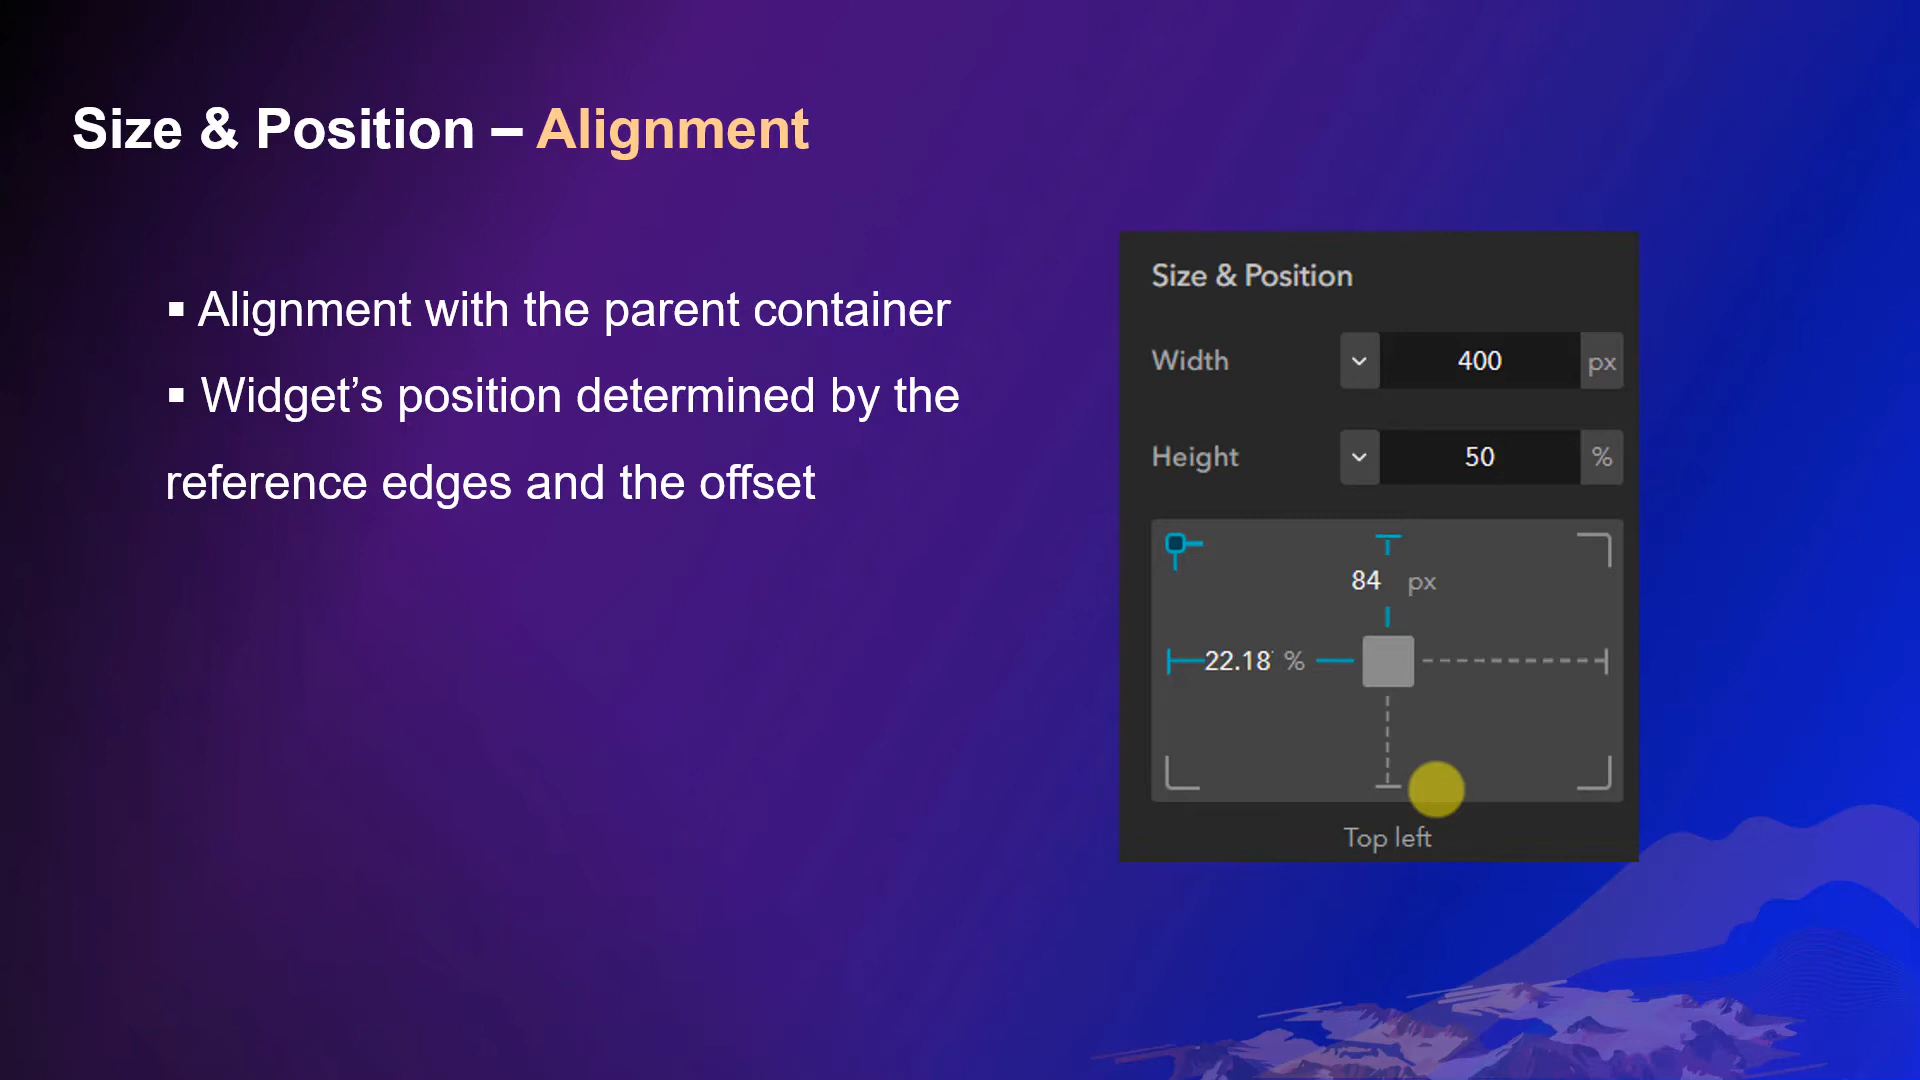 Size & Position – Alignment
▪ Alignment with the parent container
▪ Widget’s position determined by the
reference edges and the offset
Size & Position
Width 400 px
Height 50 %
84 px
22.18 %
Top left